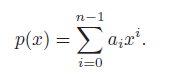 p(x) = \sum_{i=0}^{n-1} a_i x^i.